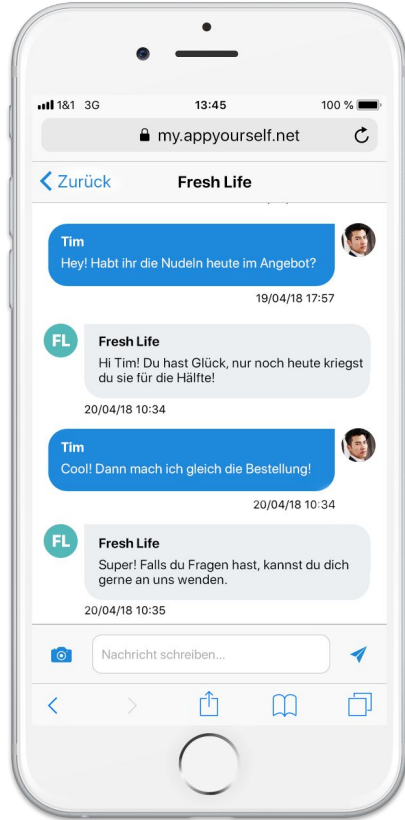 1&1 3G 13:45 100 %
my.appyourself.net
Zurück Fresh Life
Tim
Hey! Habt ihr die Nudeln heute im Angebot?
19/04/18 17:57
FL
Fresh Life
Hi Tim! Du hast Glück, nur noch heute kriegst
du sie für die Hälfte!
20/04/18 10:34
Tim
Cool! Dann mach ich gleich die Bestellung!
20/04/18 10:34
FL
Fresh Life
Super! Falls du Fragen hast, kannst du dich
gerne an uns wenden.
20/04/18 10:35
Nachricht schreiben...